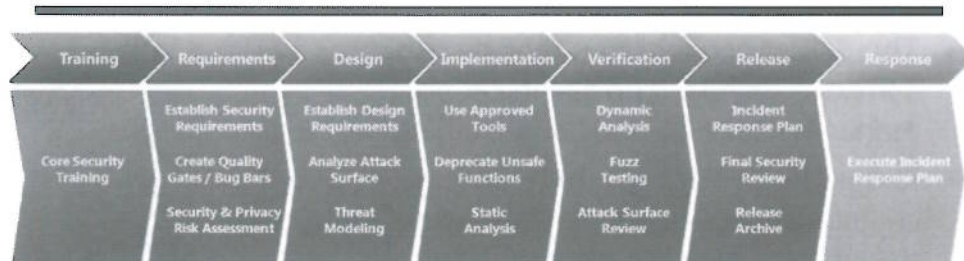 Training
Requirements
Design
Implementation
Verification
Release
Response
Core Security
Training
Establish Security
Requirements
Create Quality
Gates / Bug Bars
Security & Privacy
Risk Assessment
Establish Design
Requirements
Analyze Attack
Surface
Threat
Modeling
Use Approved
Tools
Deprecate Unsafe
Functions
Static
Analysis
Dynamic
Analysis
Fuzz
Testing
Attack Surface
Review
Incident
Response Plan
Final Security
Review
Release
Archive
Execute Incident
Response Plan